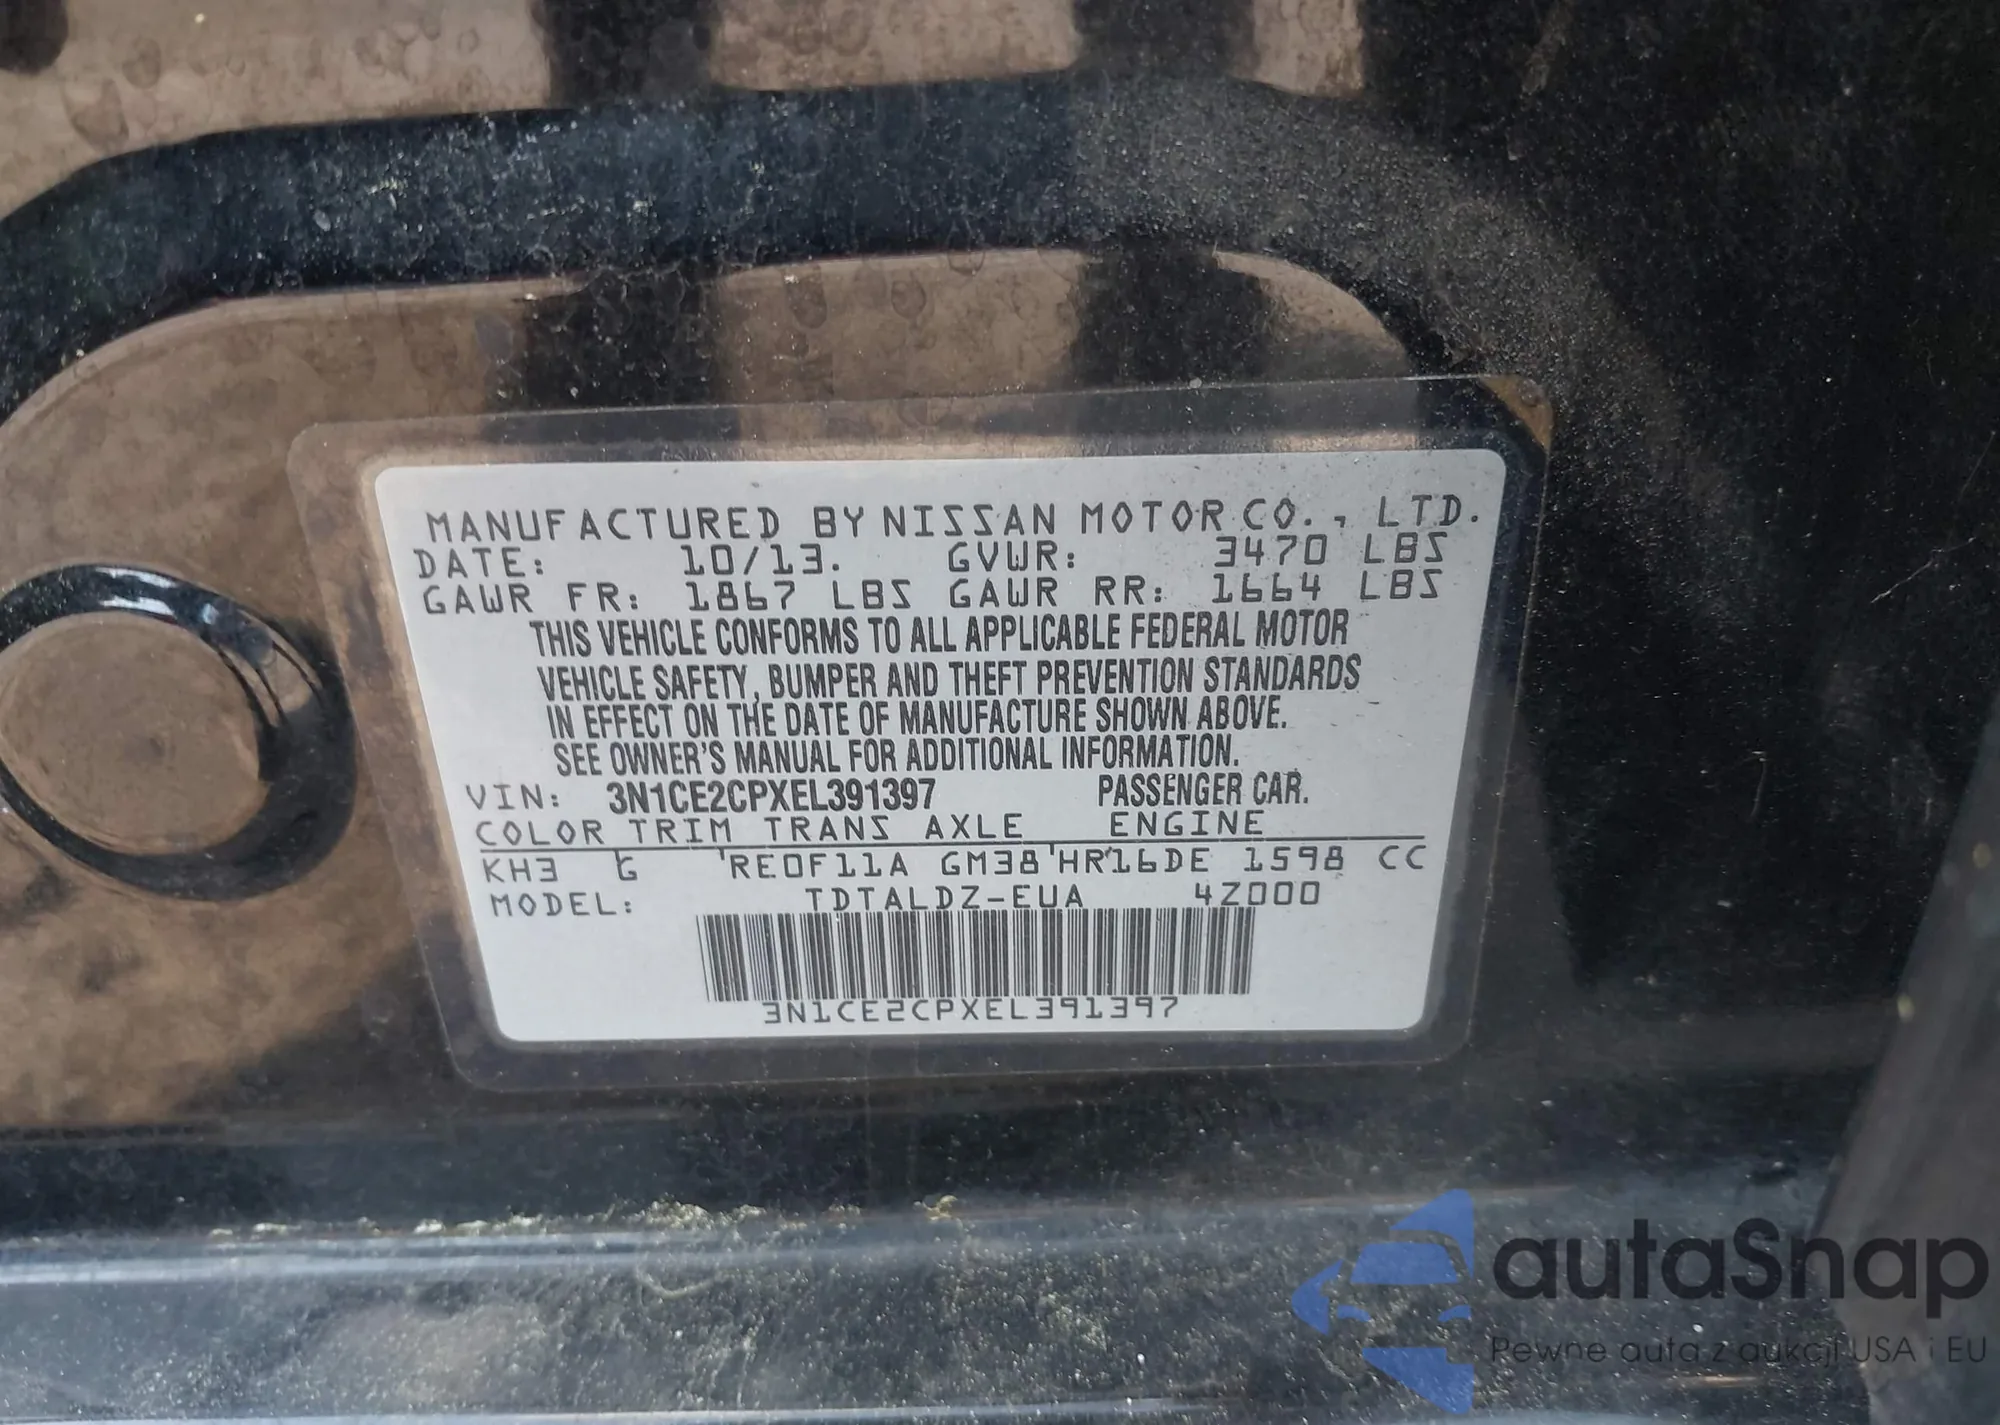 MANUFACTURED BY NISSAN MOTOR CO., LTD.
DATE: 10/13. GVWR: 3470 LBS
GAWR FR: 1867 LBS GAWR RR: 1664 LBS
THIS VEHICLE CONFORMS TO ALL APPLICABLE FEDERAL MOTOR
VEHICLE SAFETY, BUMPER AND THEFT PREVENTION STANDARDS
IN EFFECT ON THE DATE OF MANUFACTURE SHOWN ABOVE.
SEE OWNER'S MANUAL FOR ADDITIONAL INFORMATION.
VIN: 3N1CE2CPXEL391397 PASSENGER CAR.
COLOR TRIM TRANS AXLE ENGINE
KH3 G RE0F11A GM38 HR16DE 1598 CC
MODEL: TDTALDZ-EUA 4Z000
3N1CE2CPXEL391397
autaSnap
Pewne auta z aukcji USA i EU